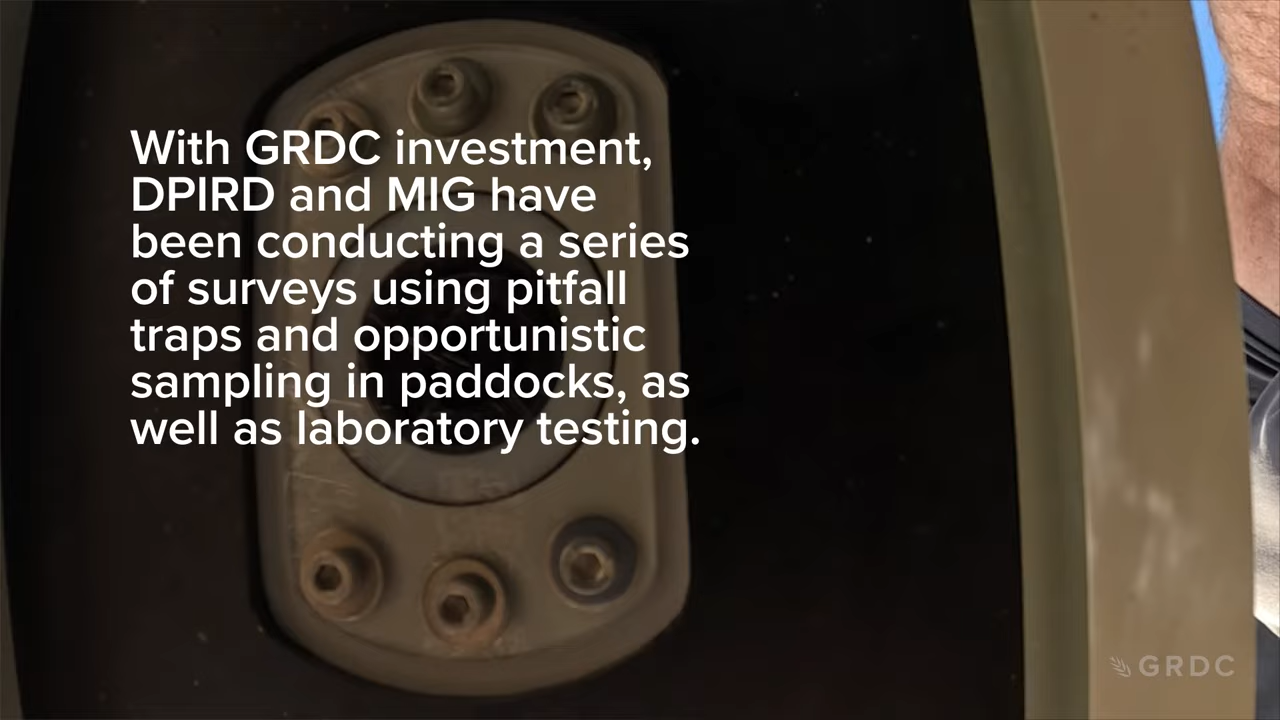 With GRDC investment,
DPIRD and MIG have
been conducting a series
of surveys using pitfall
traps and opportunistic
sampling in paddocks, as
well as laboratory testing.
GRDC